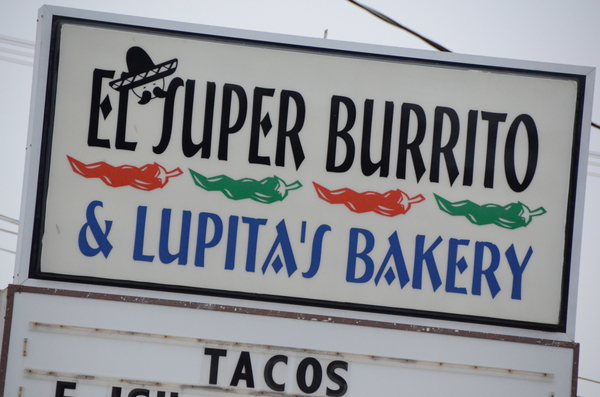 EL SUPER BURRITO
& LUPITA'S BAKERY
TACOS